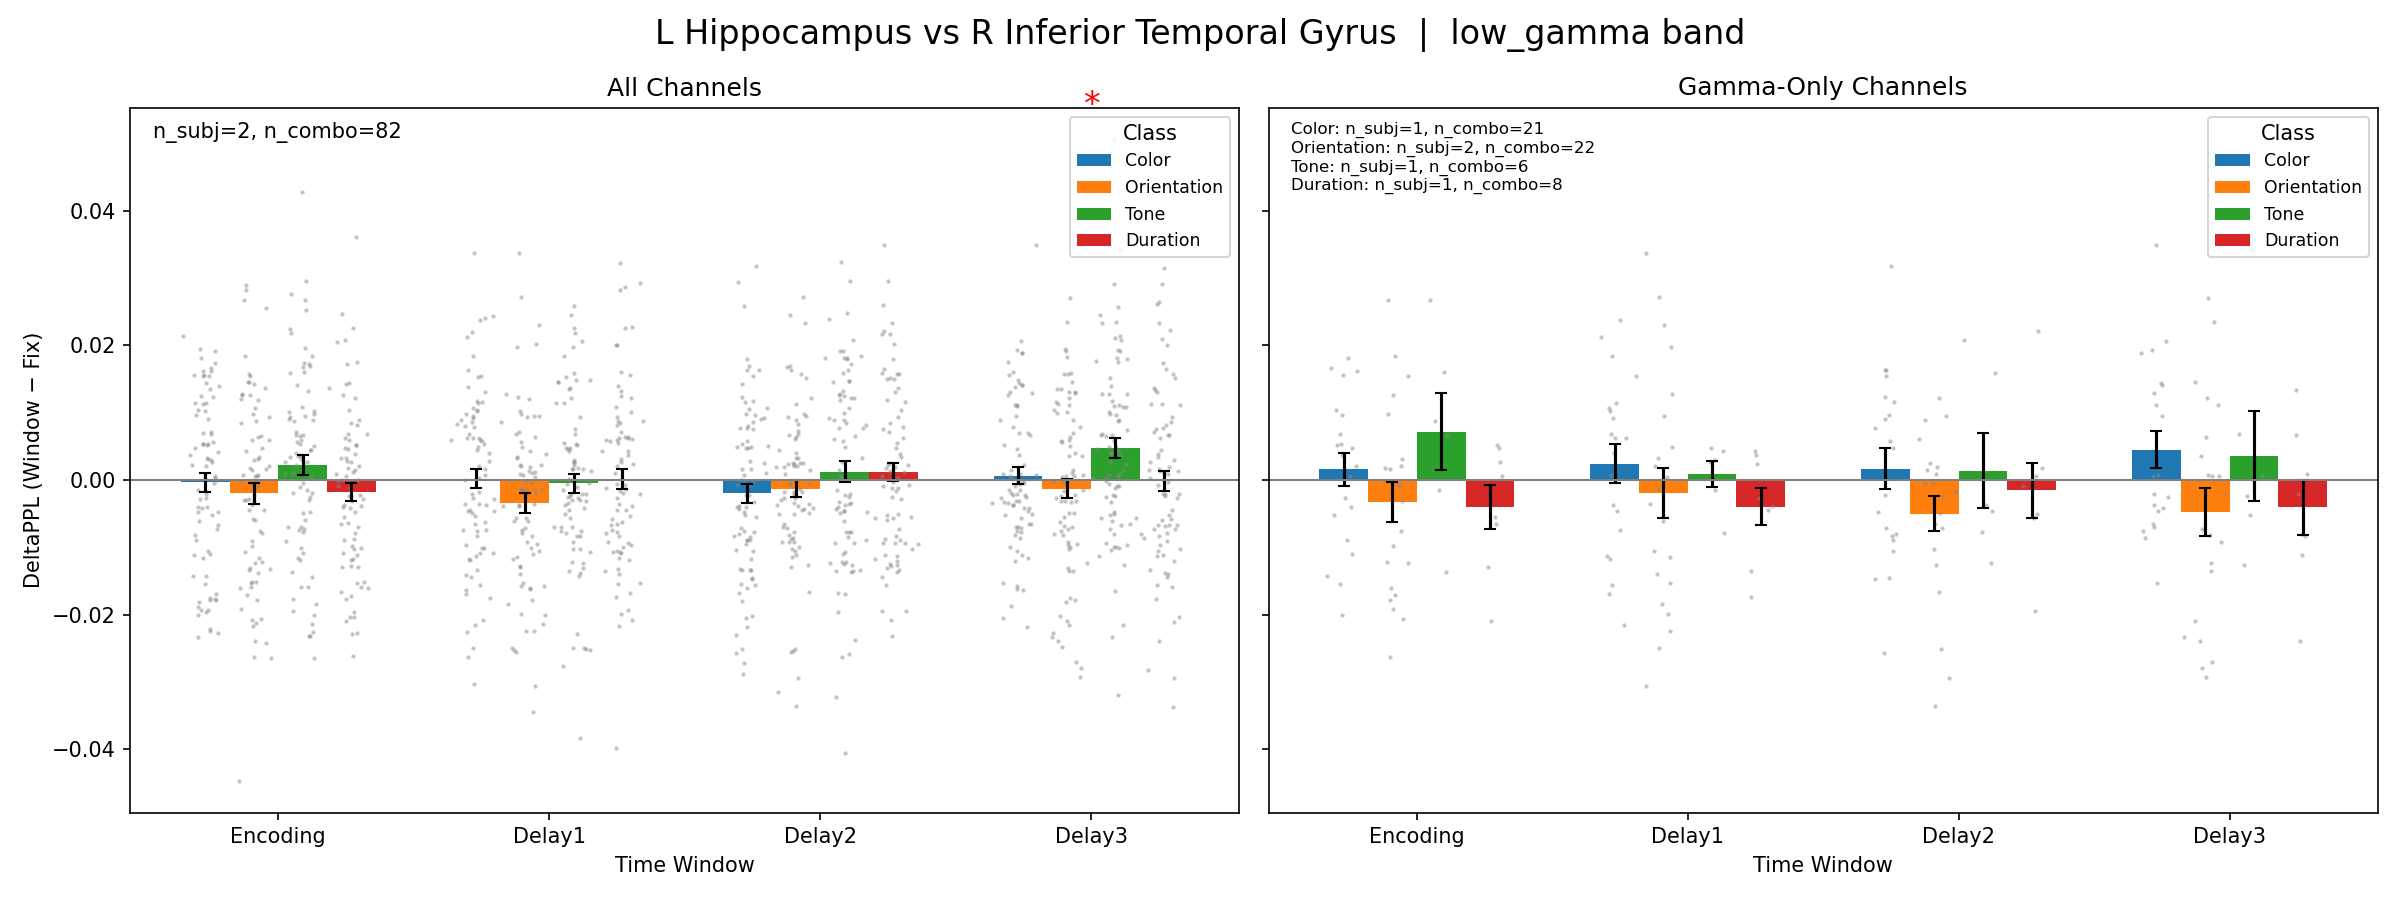 L Hippocampus vs R Inferior Temporal Gyrus | low_gamma band
All Channels
*
n_subj=2, n_combo=82
Class
Color
Orientation
Tone
Duration
DeltaPPL (Window − Fix)
0.04
0.02
0.00
−0.02
−0.04
Encoding
Delay1
Delay2
Delay3
Time Window
Gamma-Only Channels
Color: n_subj=1, n_combo=21
Orientation: n_subj=2, n_combo=22
Tone: n_subj=1, n_combo=6
Duration: n_subj=1, n_combo=8
Class
Color
Orientation
Tone
Duration
Encoding
Delay1
Delay2
Delay3
Time Window